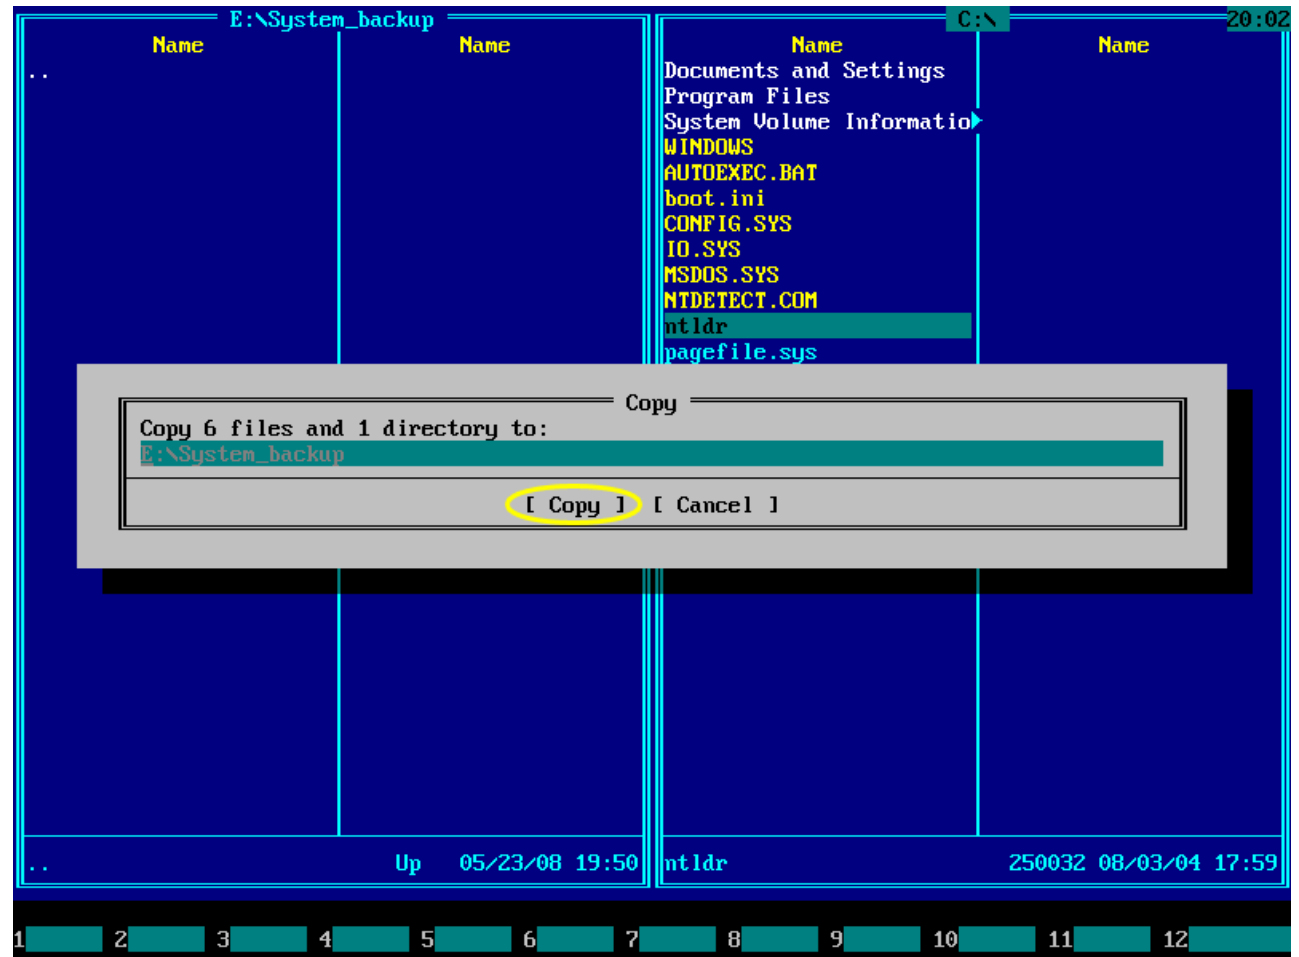 E:\System_backup
C:\
20:02
Name
Name
Name
Name
..
Documents and Settings
Program Files
System Volume Informatio
WINDOWS
AUTOEXEC.BAT
boot.ini
CONFIG.SYS
IO.SYS
MSDOS.SYS
NTDETECT.COM
ntldr
pagefile.sys
Copy
Copy 6 files and 1 directory to:
E:\System_backup
[ Copy ] [ Cancel ]
.. Up 05/23/08 19:50
ntldr 250032 08/03/04 17:59
1 2 3 4 5 6 7 8 9 10 11 12